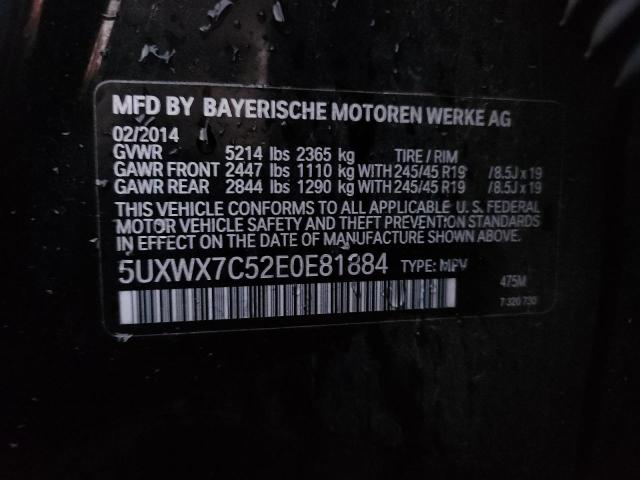 MFD BY BAYERISCHE MOTOREN WERKE AG
02/2014
GVWR 5214 lbs 2365 kg TIRE / RIM
GAWR FRONT 2447 lbs 1110 kg WITH 245/45 R19 / 8.5J x 19
GAWR REAR 2844 lbs 1290 kg WITH 245/45 R19 / 8.5J x 19
THIS VEHICLE CONFORMS TO ALL APPLICABLE U. S. FEDERAL
MOTOR VEHICLE SAFETY AND THEFT PREVENTION STANDARDS
IN EFFECT ON DATE OF MANUFACTURE SHOWN ABOVE.
5UXWX7C52E0E81884 TYPE: MPV
475M
7 320 730